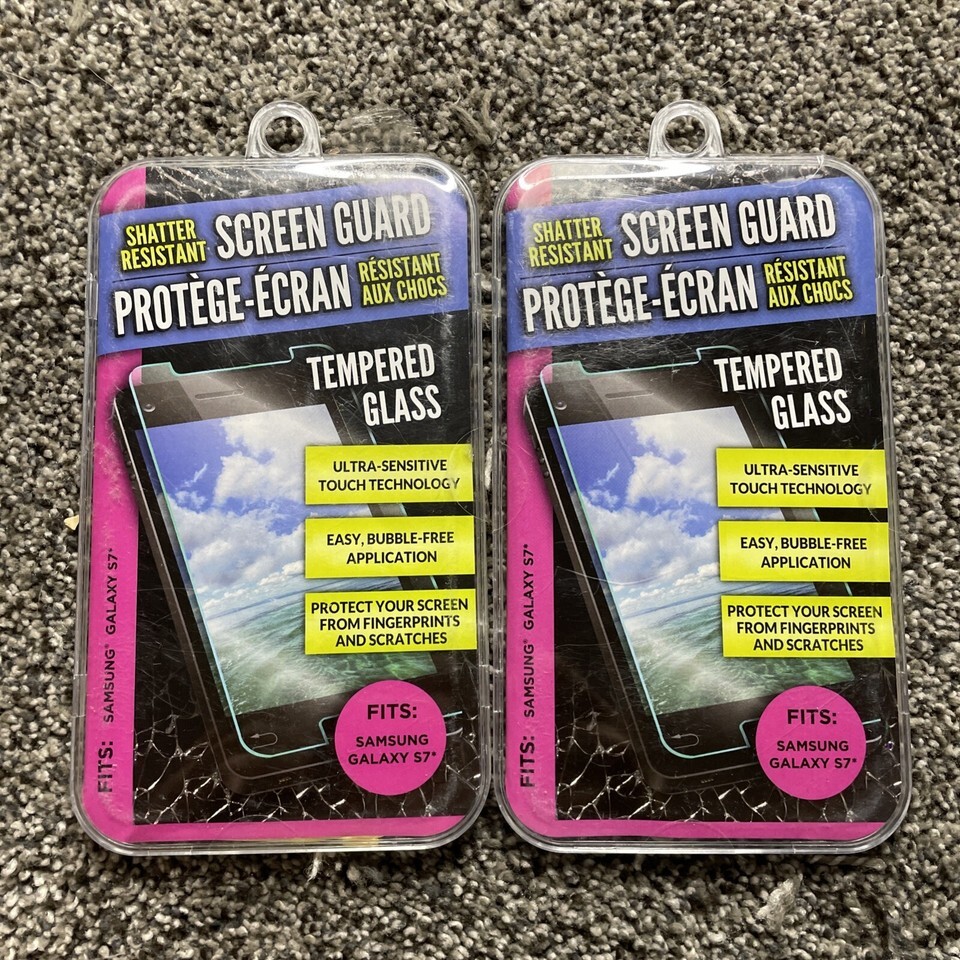 SHATTER
RESISTANT
SCREEN GUARD
PROTÈGE-ÉCRAN
RÉSISTANT
AUX CHOCS
TEMPERED
GLASS
ULTRA-SENSITIVE
TOUCH TECHNOLOGY
EASY, BUBBLE-FREE
APPLICATION
PROTECT YOUR SCREEN
FROM FINGERPRINTS
AND SCRATCHES
FITS:
SAMSUNG
GALAXY S7*
FITS: SAMSUNG* GALAXY S7*
SHATTER
RESISTANT
SCREEN GUARD
PROTÈGE-ÉCRAN
RÉSISTANT
AUX CHOCS
TEMPERED
GLASS
ULTRA-SENSITIVE
TOUCH TECHNOLOGY
EASY, BUBBLE-FREE
APPLICATION
PROTECT YOUR SCREEN
FROM FINGERPRINTS
AND SCRATCHES
FITS:
SAMSUNG
GALAXY S7*
FITS: SAMSUNG* GALAXY S7*